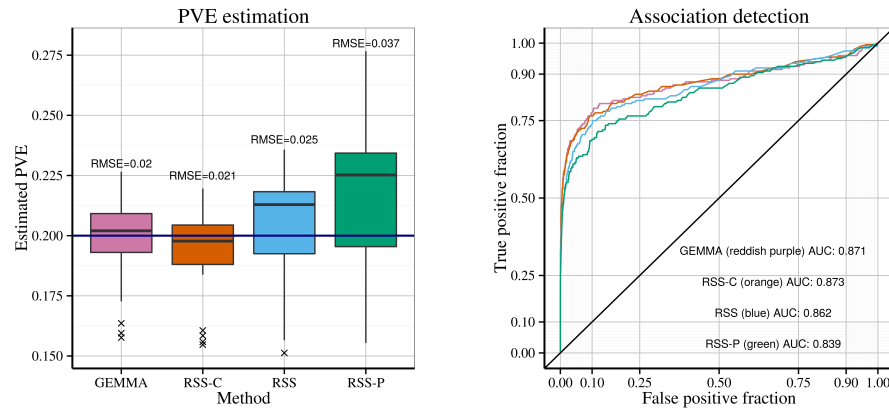 PVE estimation
RMSE=0.037
0.275
0.250
RMSE=0.025
RMSE=0.02
RMSE=0.021
0.225
0.200
0.175
0.150
Estimated PVE
GEMMA RSS-C RSS RSS-P
Method
Association detection
1.00
0.90
0.75
0.50
0.25
0.10
0.00
True positive fraction
GEMMA (reddish purple) AUC: 0.871
RSS-C (orange) AUC: 0.873
RSS (blue) AUC: 0.862
RSS-P (green) AUC: 0.839
0.00 0.10 0.25 0.50 0.75 0.90 1.00
False positive fraction